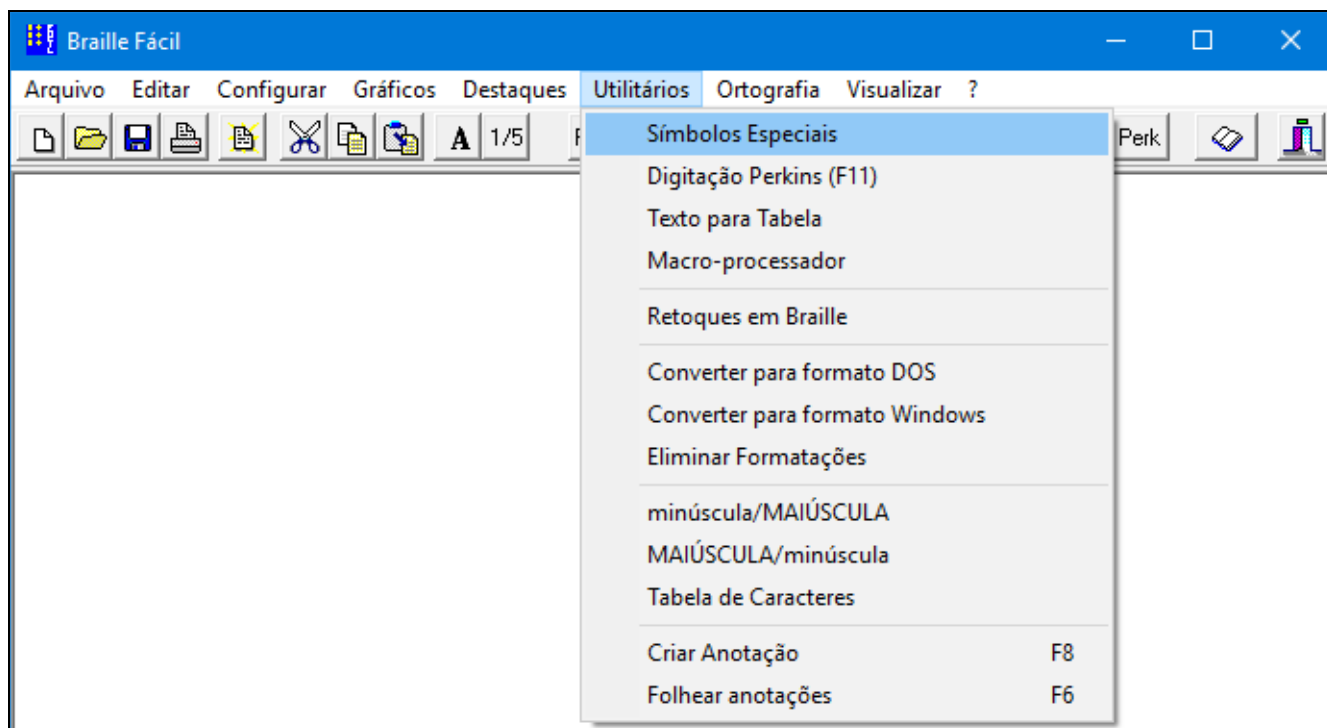 Braille Fácil
Arquivo Editar Configurar Gráficos Destaques Utilitários Ortografia Visualizar ?
A 1/5 Perk
Símbolos Especiais
Digitação Perkins (F11)
Texto para Tabela
Macro-processador
Retoques em Braille
Converter para formato DOS
Converter para formato Windows
Eliminar Formatações
minúscula/MAIÚSCULA
MAIÚSCULA/minúscula
Tabela de Caracteres
Criar Anotação F8
Folhear anotações F6